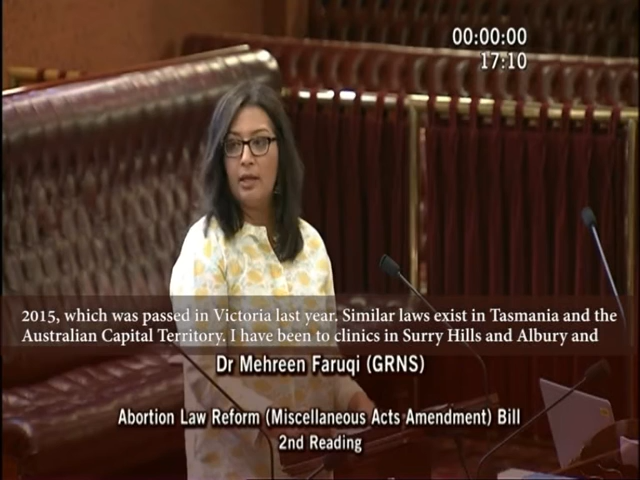 00:00:00
17:10
2015, which was passed in Victoria last year. Similar laws exist in Tasmania and the
Australian Capital Territory. I have been to clinics in Surry Hills and Albury and
Dr Mehreen Faruqi (GRNS)
Abortion Law Reform (Miscellaneous Acts Amendment) Bill
2nd Reading